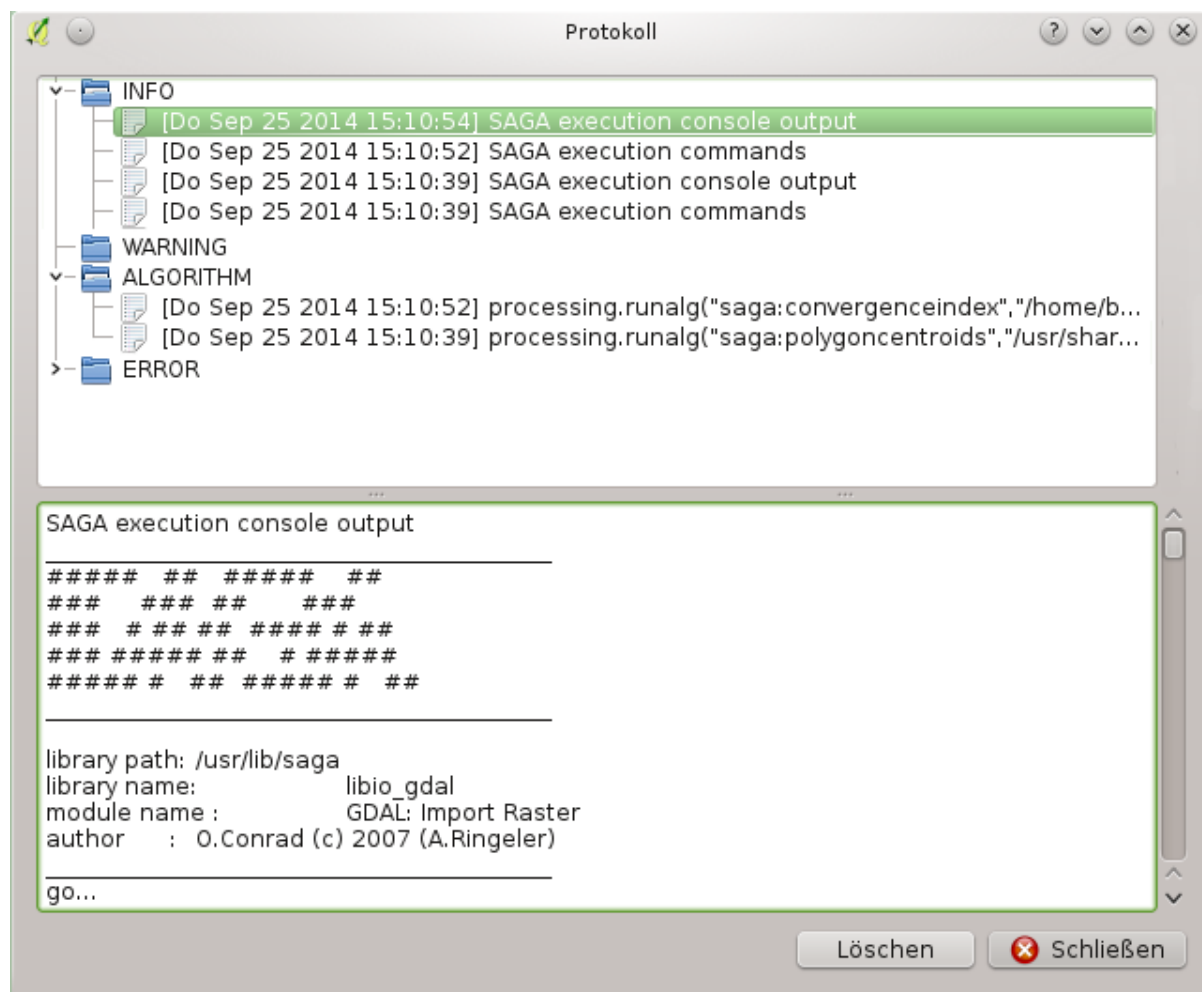 Protokoll
INFO
[Do Sep 25 2014 15:10:54] SAGA execution console output
[Do Sep 25 2014 15:10:52] SAGA execution commands
[Do Sep 25 2014 15:10:39] SAGA execution console output
[Do Sep 25 2014 15:10:39] SAGA execution commands
WARNING
ALGORITHM
[Do Sep 25 2014 15:10:52] processing.runalg("saga:convergenceindex","/home/b...
[Do Sep 25 2014 15:10:39] processing.runalg("saga:polygoncentroids","/usr/shar...
ERROR
SAGA execution console output
_____________________________________________
##### ## ##### ##
### ### ## ###
### # ## ## #### # ##
### ##### ## # #####
##### # ## ##### # ##
_____________________________________________
library path: /usr/lib/saga
library name: libio_gdal
module name : GDAL: Import Raster
author : O.Conrad (c) 2007 (A.Ringeler)
_____________________________________________
go...
Löschen
Schließen